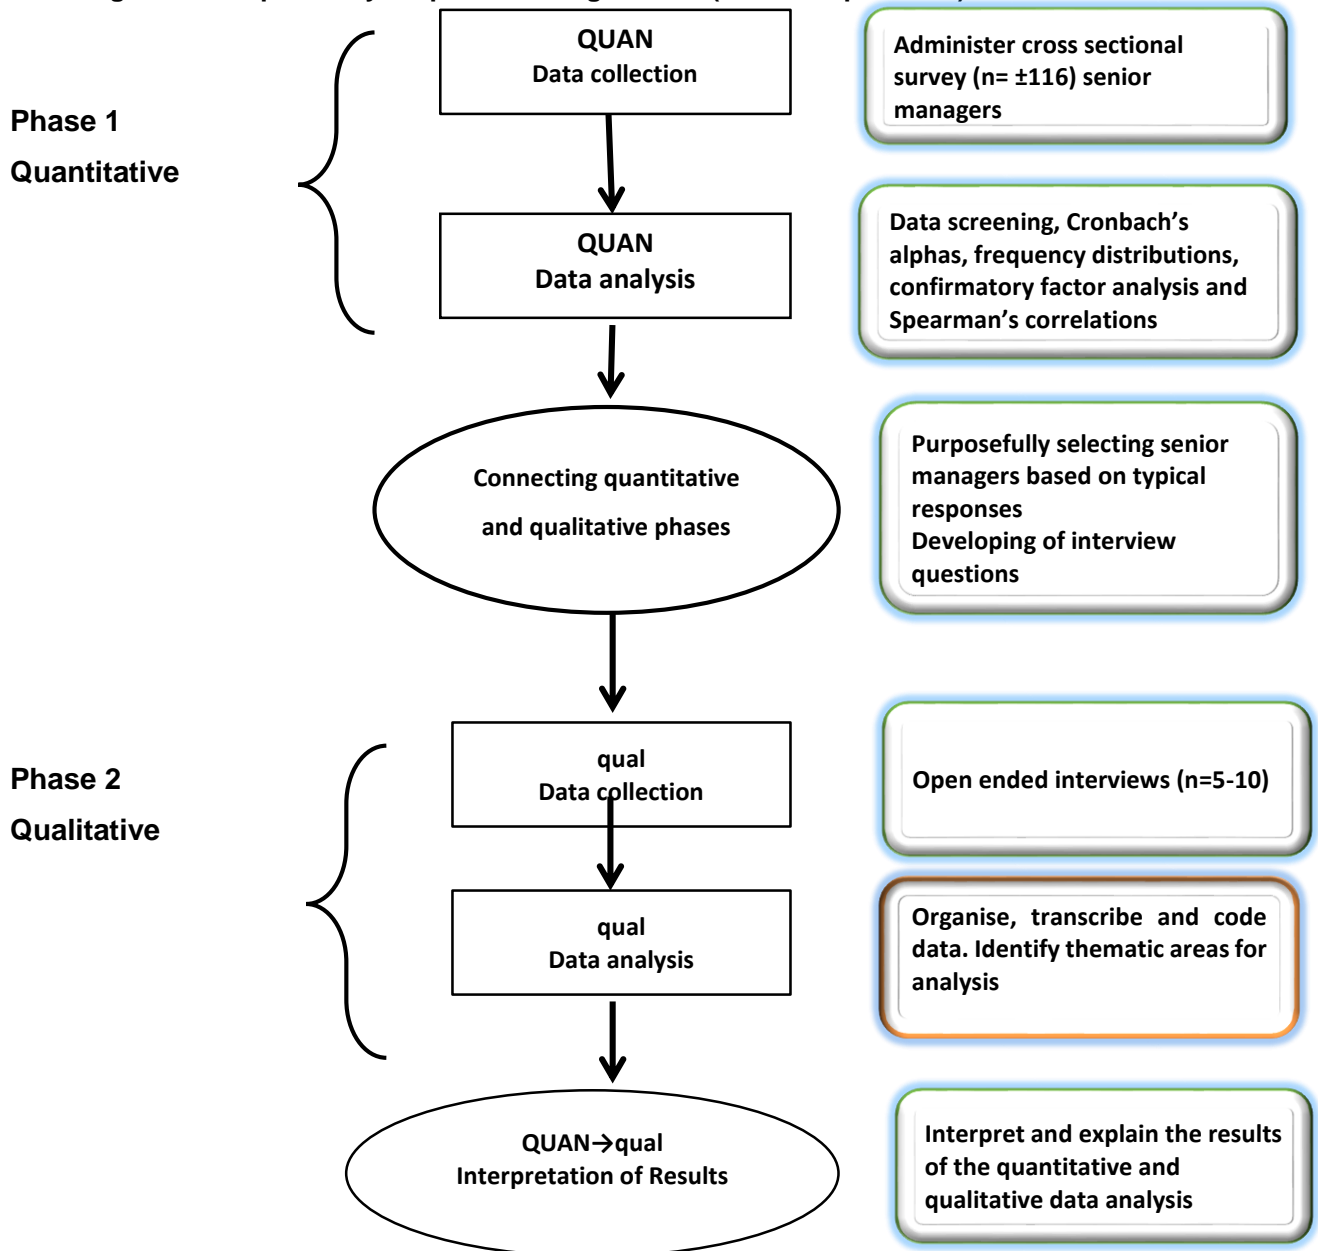 QUAN
Data collection
Administer cross sectional
survey (n= ±116) senior
managers
Phase 1
Quantitative
QUAN
Data analysis
Data screening, Cronbach’s
alphas, frequency distributions,
confirmatory factor analysis and
Spearman’s correlations
Connecting quantitative
and qualitative phases
Purposefully selecting senior
managers based on typical
responses
Developing of interview
questions
Phase 2
Qualitative
qual
Data collection
Open ended interviews (n=5-10)
qual
Data analysis
Organise, transcribe and code
data. Identify thematic areas for
analysis
QUAN→qual
Interpretation of Results
Interpret and explain the results
of the quantitative and
qualitative data analysis